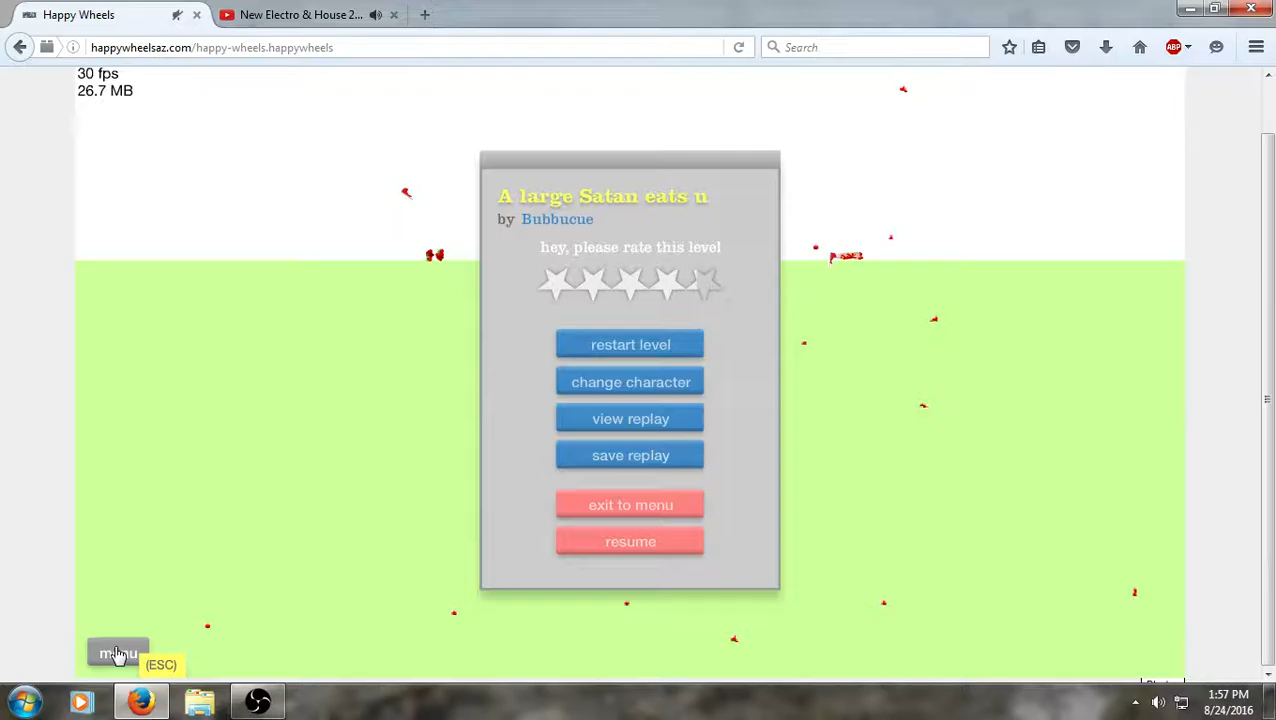 Happy Wheels
New Electro & House 2...
happywheelsaz.com/happy-wheels.happywheels
Search
ABP
30 fps
26.7 MB
A large Satan eats u
by Bubbucue
hey, please rate this level
restart level
change character
view replay
save replay
exit to menu
resume
menu
(ESC)
1:57 PM
8/24/2016